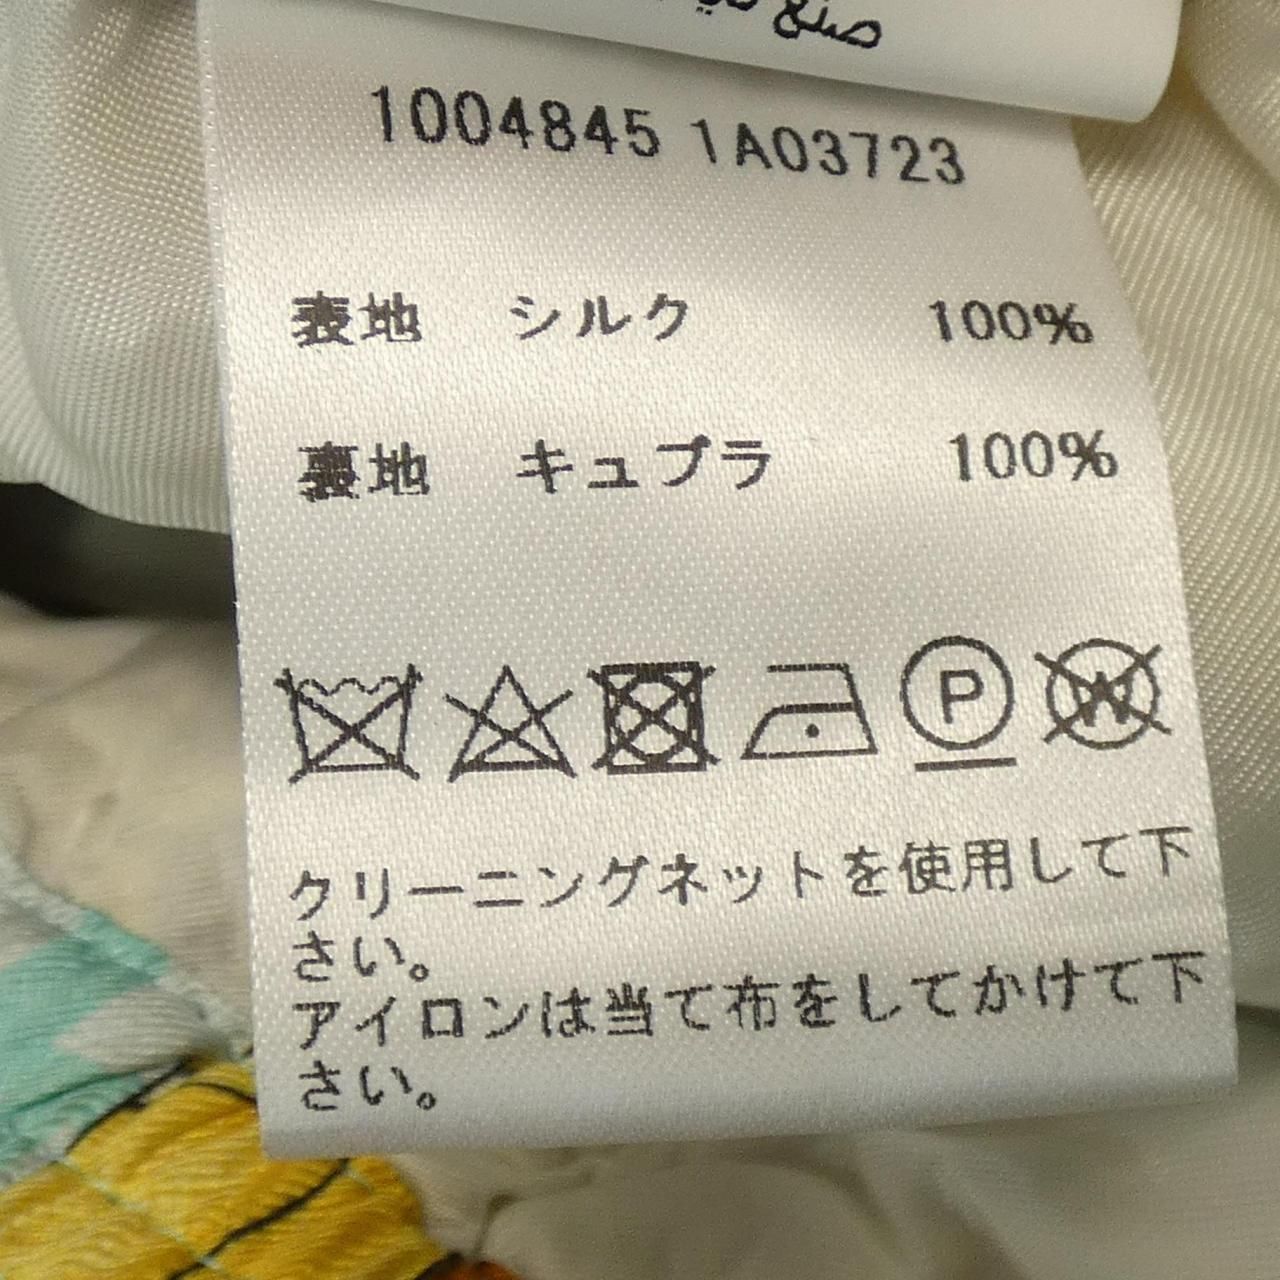 صنع في
1004845 1A03723
表地 シルク 100%
裏地 キュプラ 100%
P W
クリーニングネットを使用して下
さい。
アイロンは当て布をしてかけて下
さい。